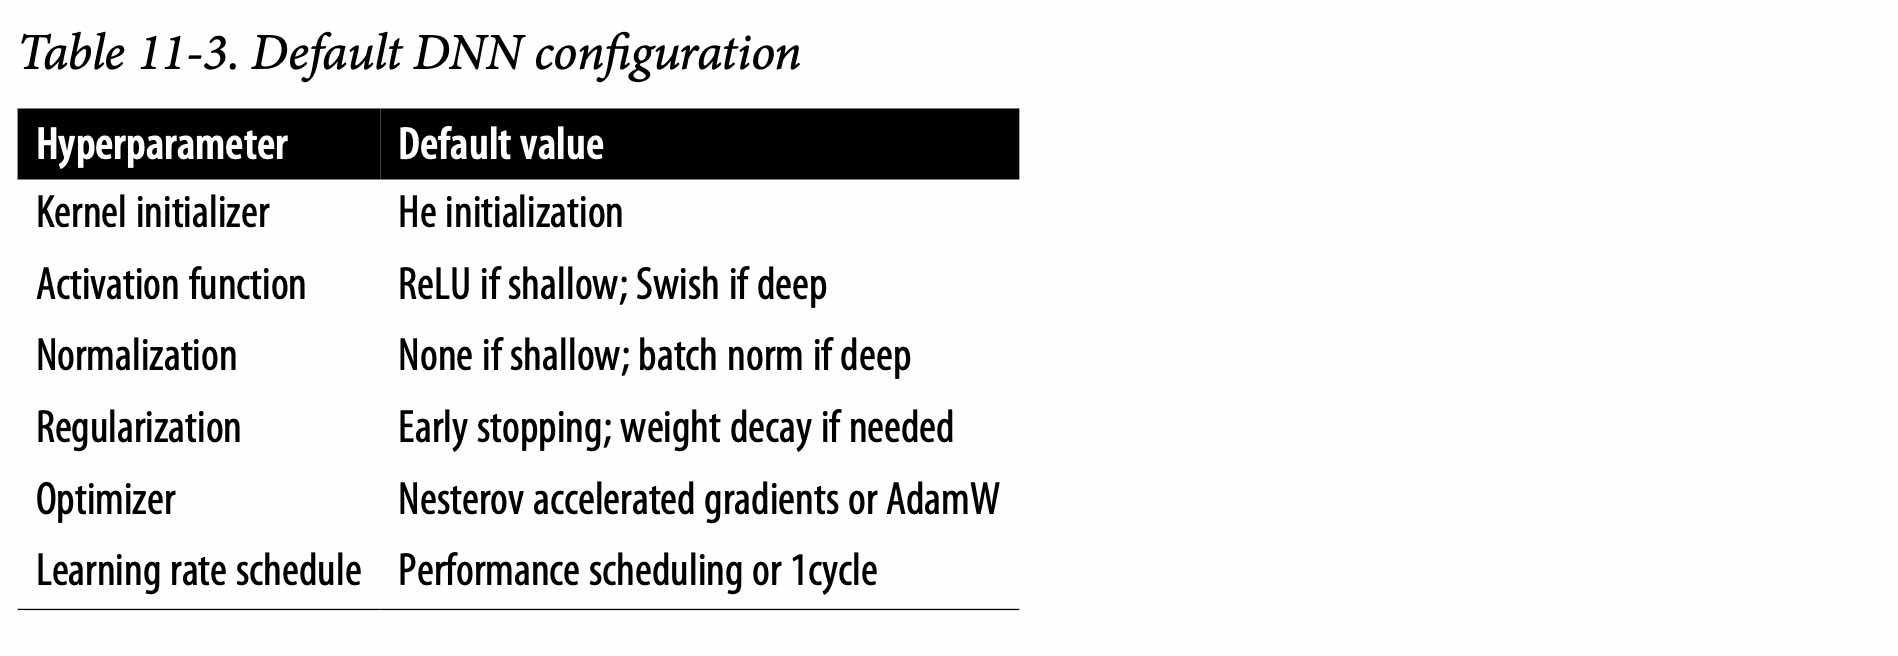 Table 11-3. Default DNN configuration
Hyperparameter Default value
Kernel initializer He initialization
Activation function ReLU if shallow; Swish if deep
Normalization None if shallow; batch norm if deep
Regularization Early stopping; weight decay if needed
Optimizer Nesterov accelerated gradients or AdamW
Learning rate schedule Performance scheduling or 1cycle